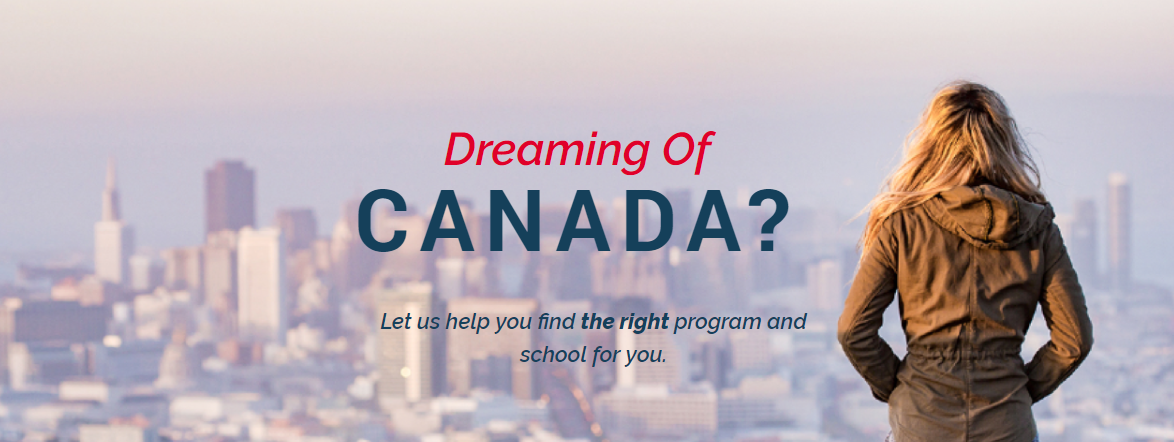 Dreaming Of
CANADA?
Let us help you find the right program and
school for you.